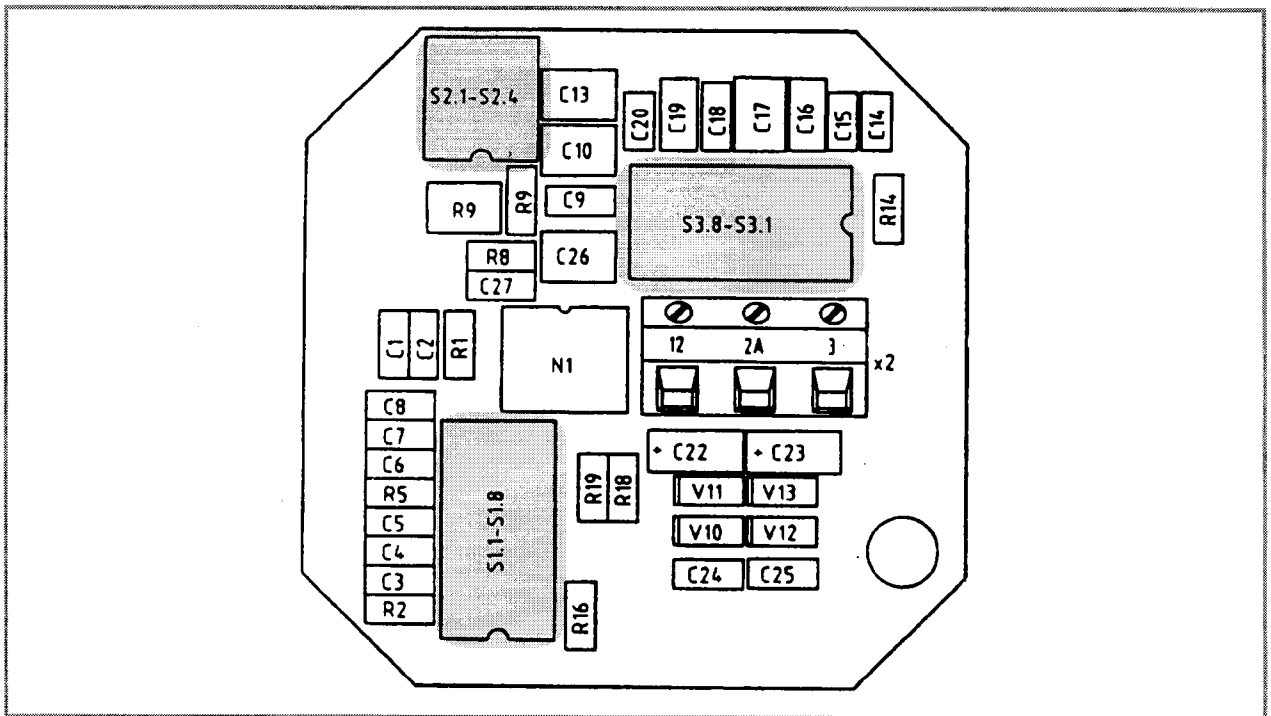 S2.1-S2.4
C13
C20
C19
C18
C17
C16
C15
C14
C10
R9
R9
C9
S3.8-S3.1
R14
R8
C26
C27
C1
C2
R1
N1
12 2A 3
x2
C8
C7
C6
R5
C5
C4
C3
R2
S1.1-S1.8
R19
R18
+ C22
+ C23
V11
V13
V10
V12
C24
C25
R16